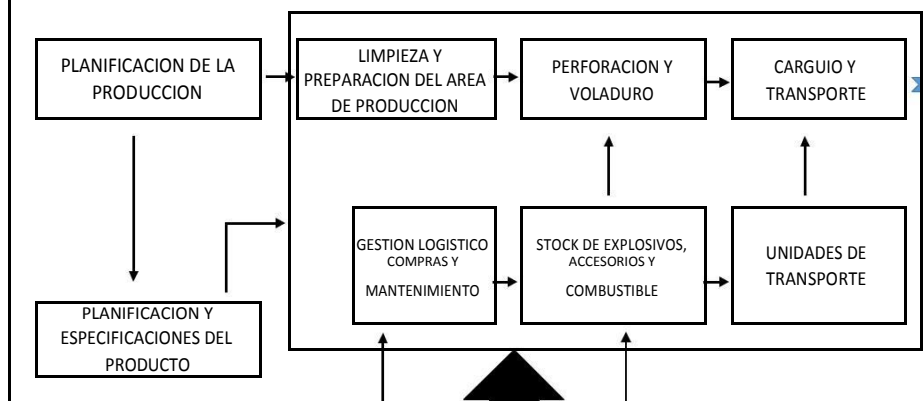 PLANIFICACION DE LA
PRODUCCION
LIMPIEZA Y
PREPARACION DEL AREA
DE PRODUCCION
PERFORACION Y
VOLADURO
CARGUIO Y
TRANSPORTE
GESTION LOGISTICO
COMPRAS Y
MANTENIMIENTO
STOCK DE EXPLOSIVOS,
ACCESORIOS Y
COMBUSTIBLE
UNIDADES DE
TRANSPORTE
PLANIFICACION Y
ESPECIFICACIONES DEL
PRODUCTO